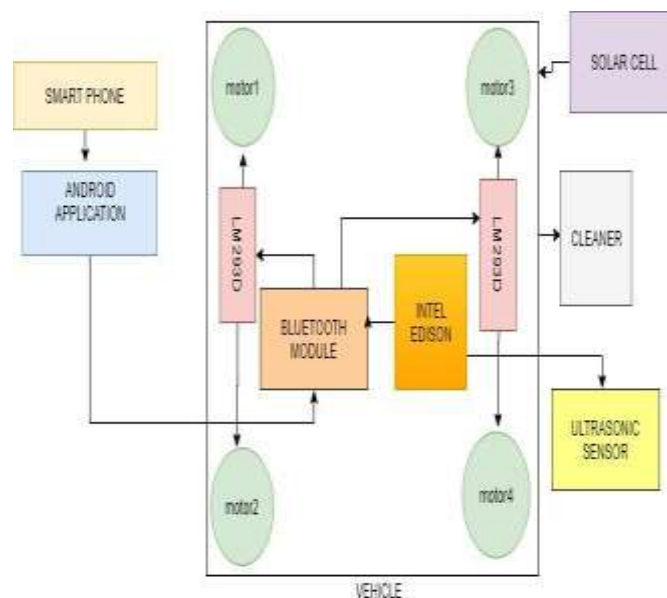 SMART PHONE
ANDROID
APPLICATION
motor1
motor3
SOLAR CELL
LM293D
LM293D
CLEANER
BLUETOOTH
MODULE
INTEL
EDISON
ULTRASONIC
SENSOR
motor2
motor4
VEHICLE